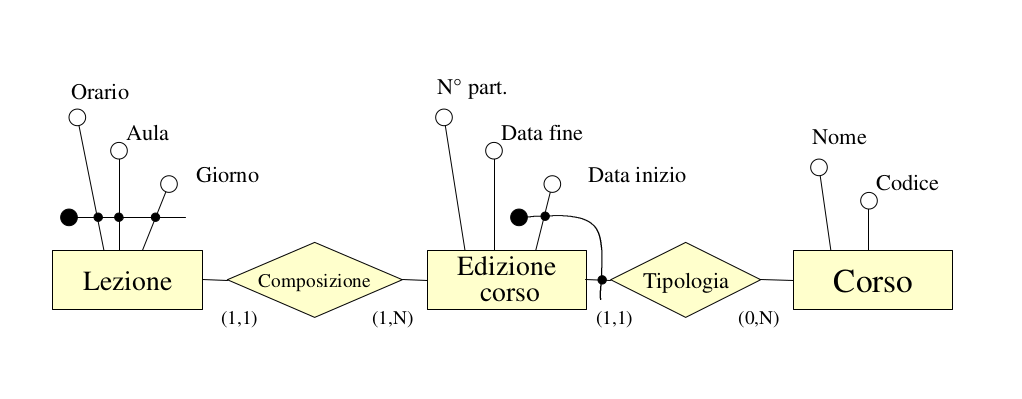 N° part.
Orario
Aula
Data fine
Nome
Giorno
Data inizio
Codice
Lezione
Composizione
Edizione
corso
Tipologia
Corso
(1,1)
(1,N)
(1,1)
(0,N)